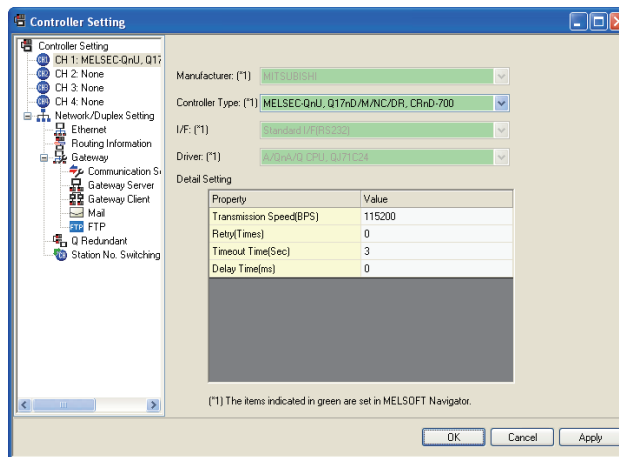 Controller Setting
Controller Setting
CH 1: MELSEC-QnU, Q17
CH 2: None
CH 3: None
CH 4: None
Network/Duplex Setting
Ethernet
Routing Information
Gateway
Communication S
Gateway Server
Gateway Client
Mail
FTP FTP
Q Redundant
Station No. Switching
Manufacturer: (*1) MITSUBISHI
Controller Type: (*1) MELSEC-QnU, Q17nD/M/NC/DR, CRnD-700
I/F: (*1) Standard I/F(RS232)
Driver: (*1) A/QnA/Q CPU, QJ71C24
Detail Setting
Property Value
Transmission Speed(BPS) 115200
Retry(Times) 0
Timeout Time(Sec) 3
Delay Time(ms) 0
(*1) The items indicated in green are set in MELSOFT Navigator.
OK Cancel Apply